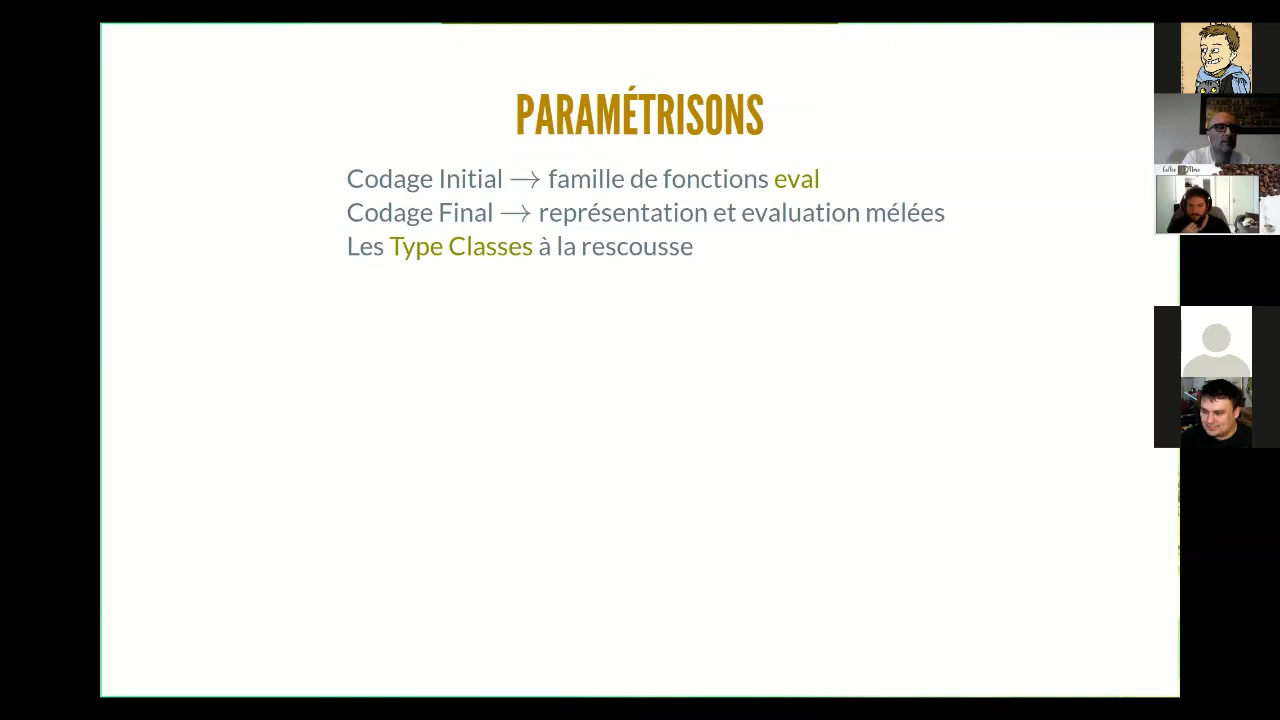 PARAMÉTRISONS
Codage Initial → famille de fonctions eval
Codage Final → représentation et evaluation mélées
Les Type Classes à la rescousse